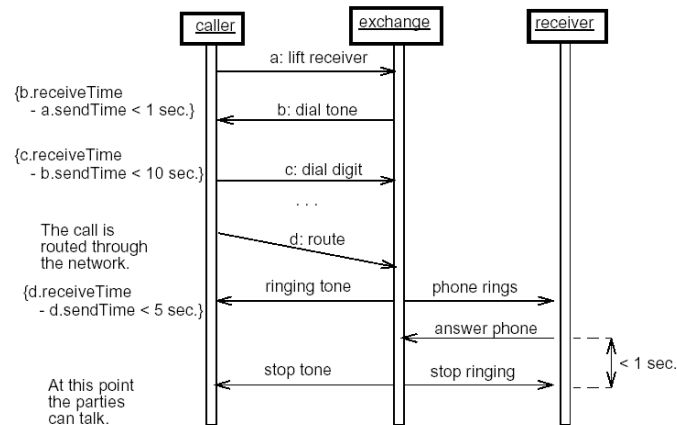 caller
exchange
receiver
a: lift receiver
{b.receiveTime
- a.sendTime < 1 sec.}
b: dial tone
{c.receiveTime
- b.sendTime < 10 sec.}
c: dial digit
. . .
The call is
routed through
the network.
d: route
{d.receiveTime
- d.sendTime < 5 sec.}
ringing tone
phone rings
answer phone
< 1 sec.
stop tone
stop ringing
At this point
the parties
can talk.